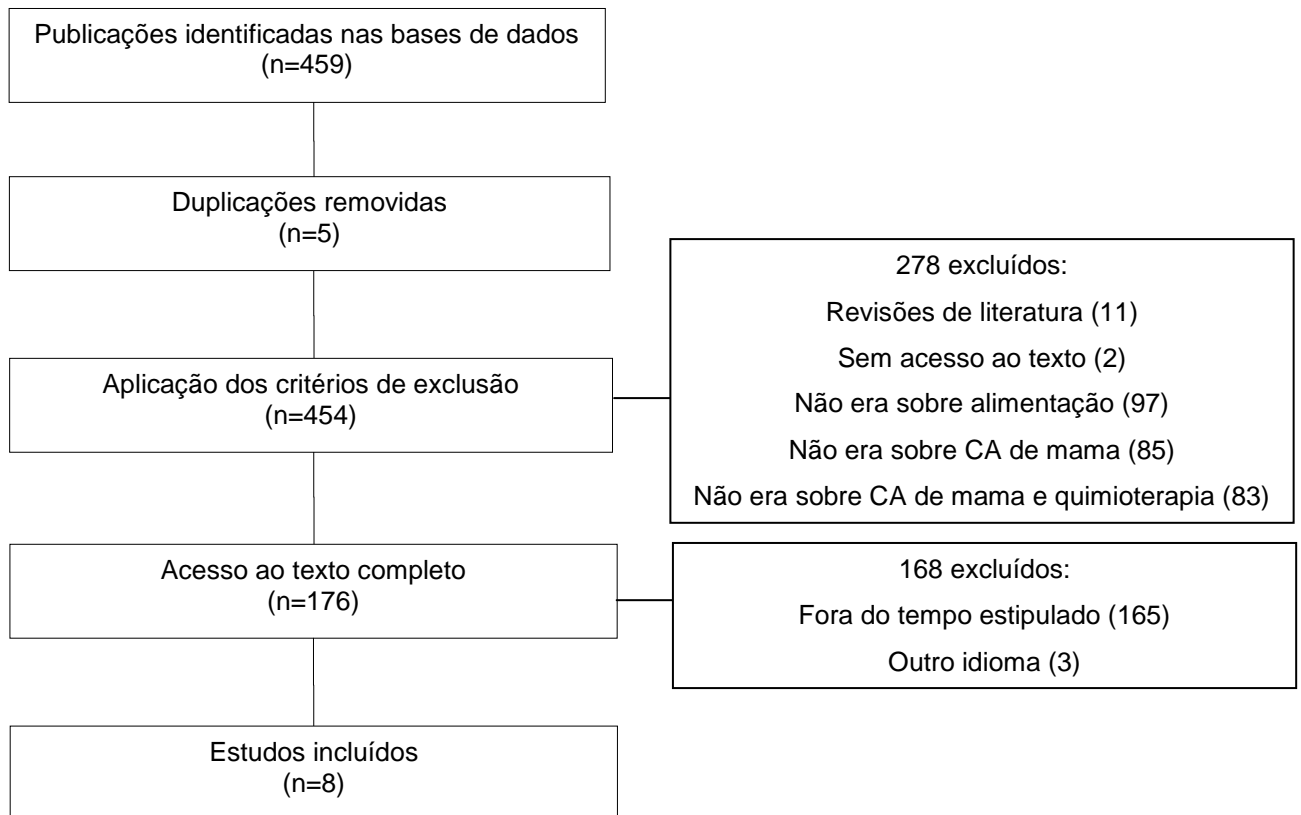 Publicações identificadas nas bases de dados
(n=459)
Duplicações removidas
(n=5)
Aplicação dos critérios de exclusão
(n=454)
278 excluídos:
Revisões de literatura (11)
Sem acesso ao texto (2)
Não era sobre alimentação (97)
Não era sobre CA de mama (85)
Não era sobre CA de mama e quimioterapia (83)
Acesso ao texto completo
(n=176)
168 excluídos:
Fora do tempo estipulado (165)
Outro idioma (3)
Estudos incluídos
(n=8)